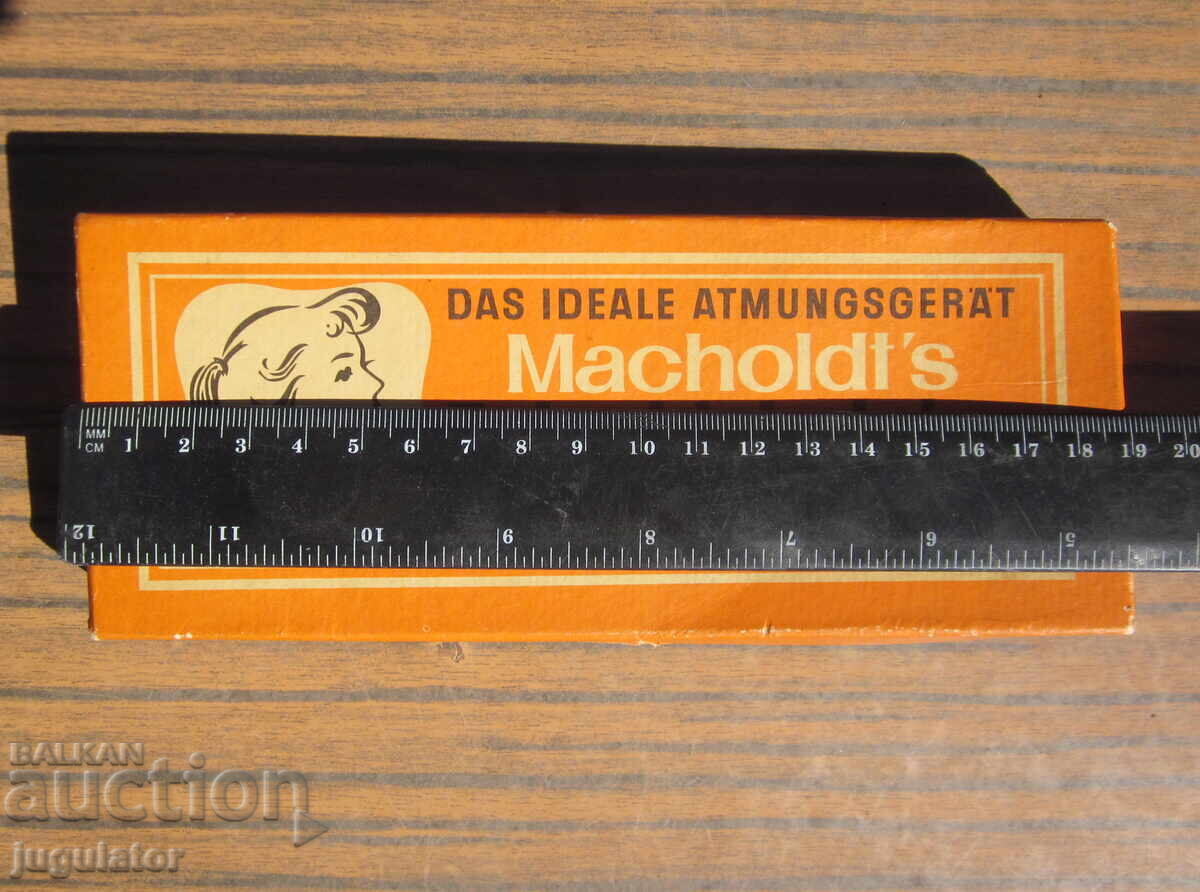 DAS IDEALE ATMUNGSGERÄT
Macholdt's
MM
CM
1 2 3 4 5 6 7 8 9 10 11 12 13 14 15 16 17 18 19 20
12 11 10 9 8 7 6 5
BALKAN
auction
jugulator